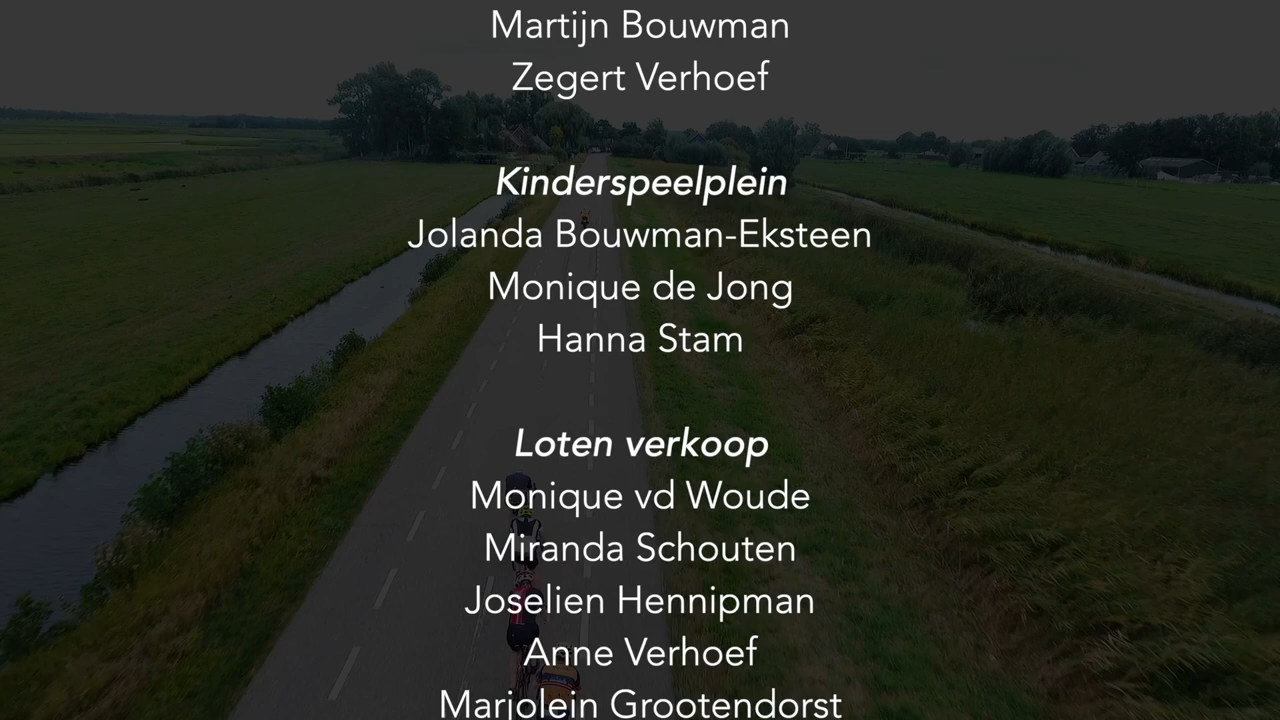 Martijn Bouwman
Zegert Verhoef
Kinderspeelplein
Jolanda Bouwman-Eksteen
Monique de Jong
Hanna Stam
Loten verkoop
Monique vd Woude
Miranda Schouten
Joselien Hennipman
Anne Verhoef
Marjolein Grootendorst